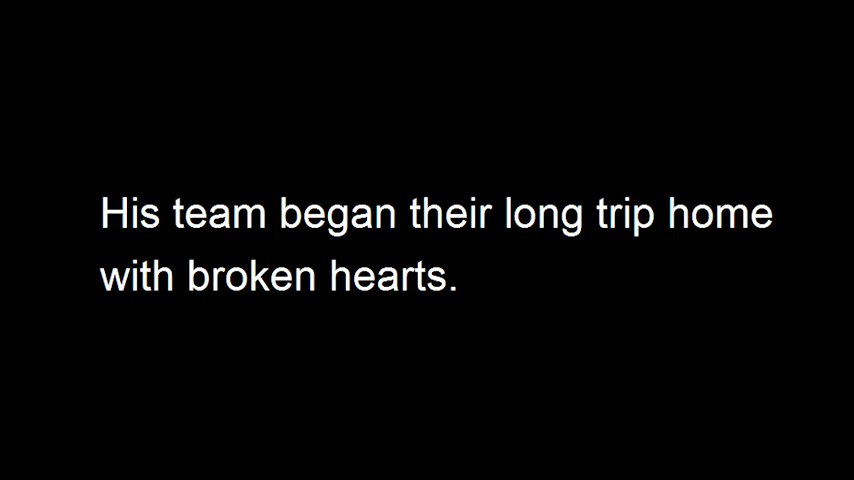 His team began their long trip home
with broken hearts.